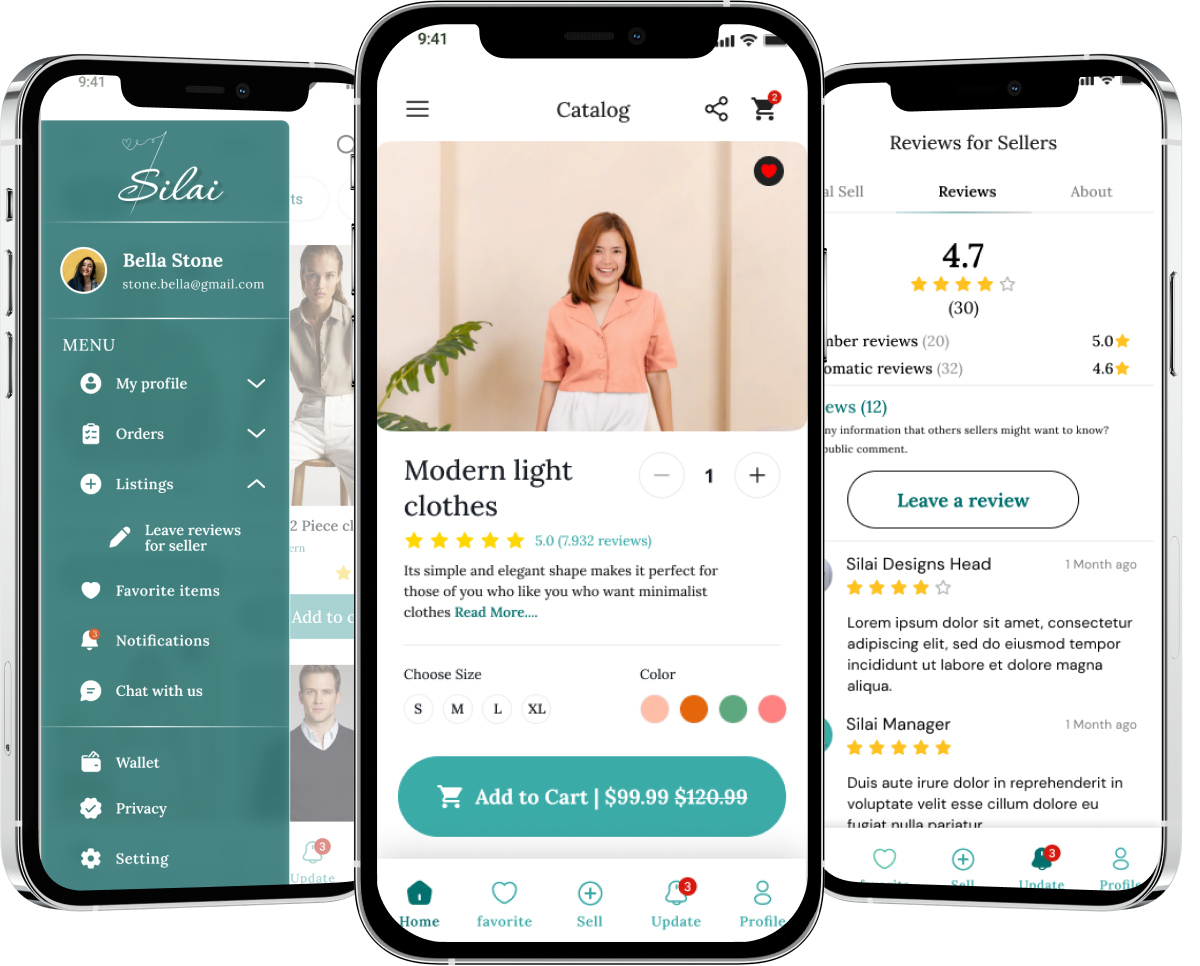 9:41
Silai
Bella Stone
stone.bella@gmail.com
MENU
My profile
Orders
Listings
Leave reviews
for seller
Favorite items
Notifications
3
Chat with us
Wallet
Privacy
Setting
ts
2 Piece cl
ern
Add to c
3
Update
9:41
Catalog
2
Modern light
clothes
1
5.0 (7.932 reviews)
Its simple and elegant shape makes it perfect for
those of you who like you who want minimalist
clothes Read More....
Choose Size
Color
S M L XL
Add to Cart | $99.99 $120.99
3
Home favorite Sell Update Profile
Reviews for Sellers
al Sell Reviews About
4.7
(30)
mber reviews (20) 5.0
omatic reviews (32) 4.6
ews (12)
ny information that others sellers might want to know?
public comment.
Leave a review
Silai Designs Head 1 Month ago
Lorem ipsum dolor sit amet, consectetur
adipiscing elit, sed do eiusmod tempor
incididunt ut labore et dolore magna
aliqua.
Silai Manager 1 Month ago
Duis aute irure dolor in reprehenderit in
voluptate velit esse cillum dolore eu
fugiat nulla pariatur
3
favorite Sell Update Profile